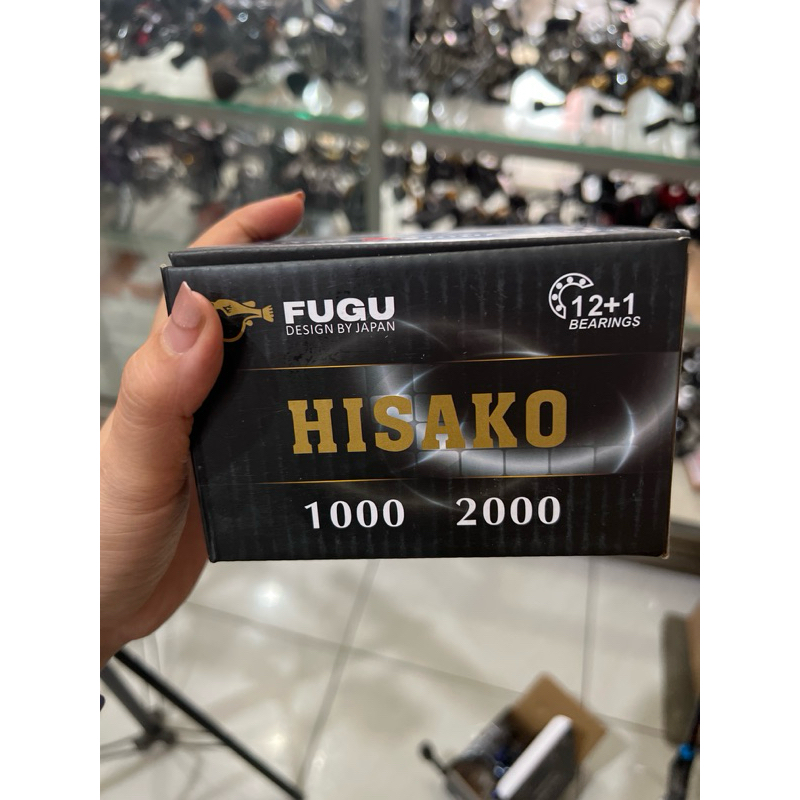 FUGU
DESIGN BY JAPAN
12+1
BEARINGS
HISAKO
1000 2000